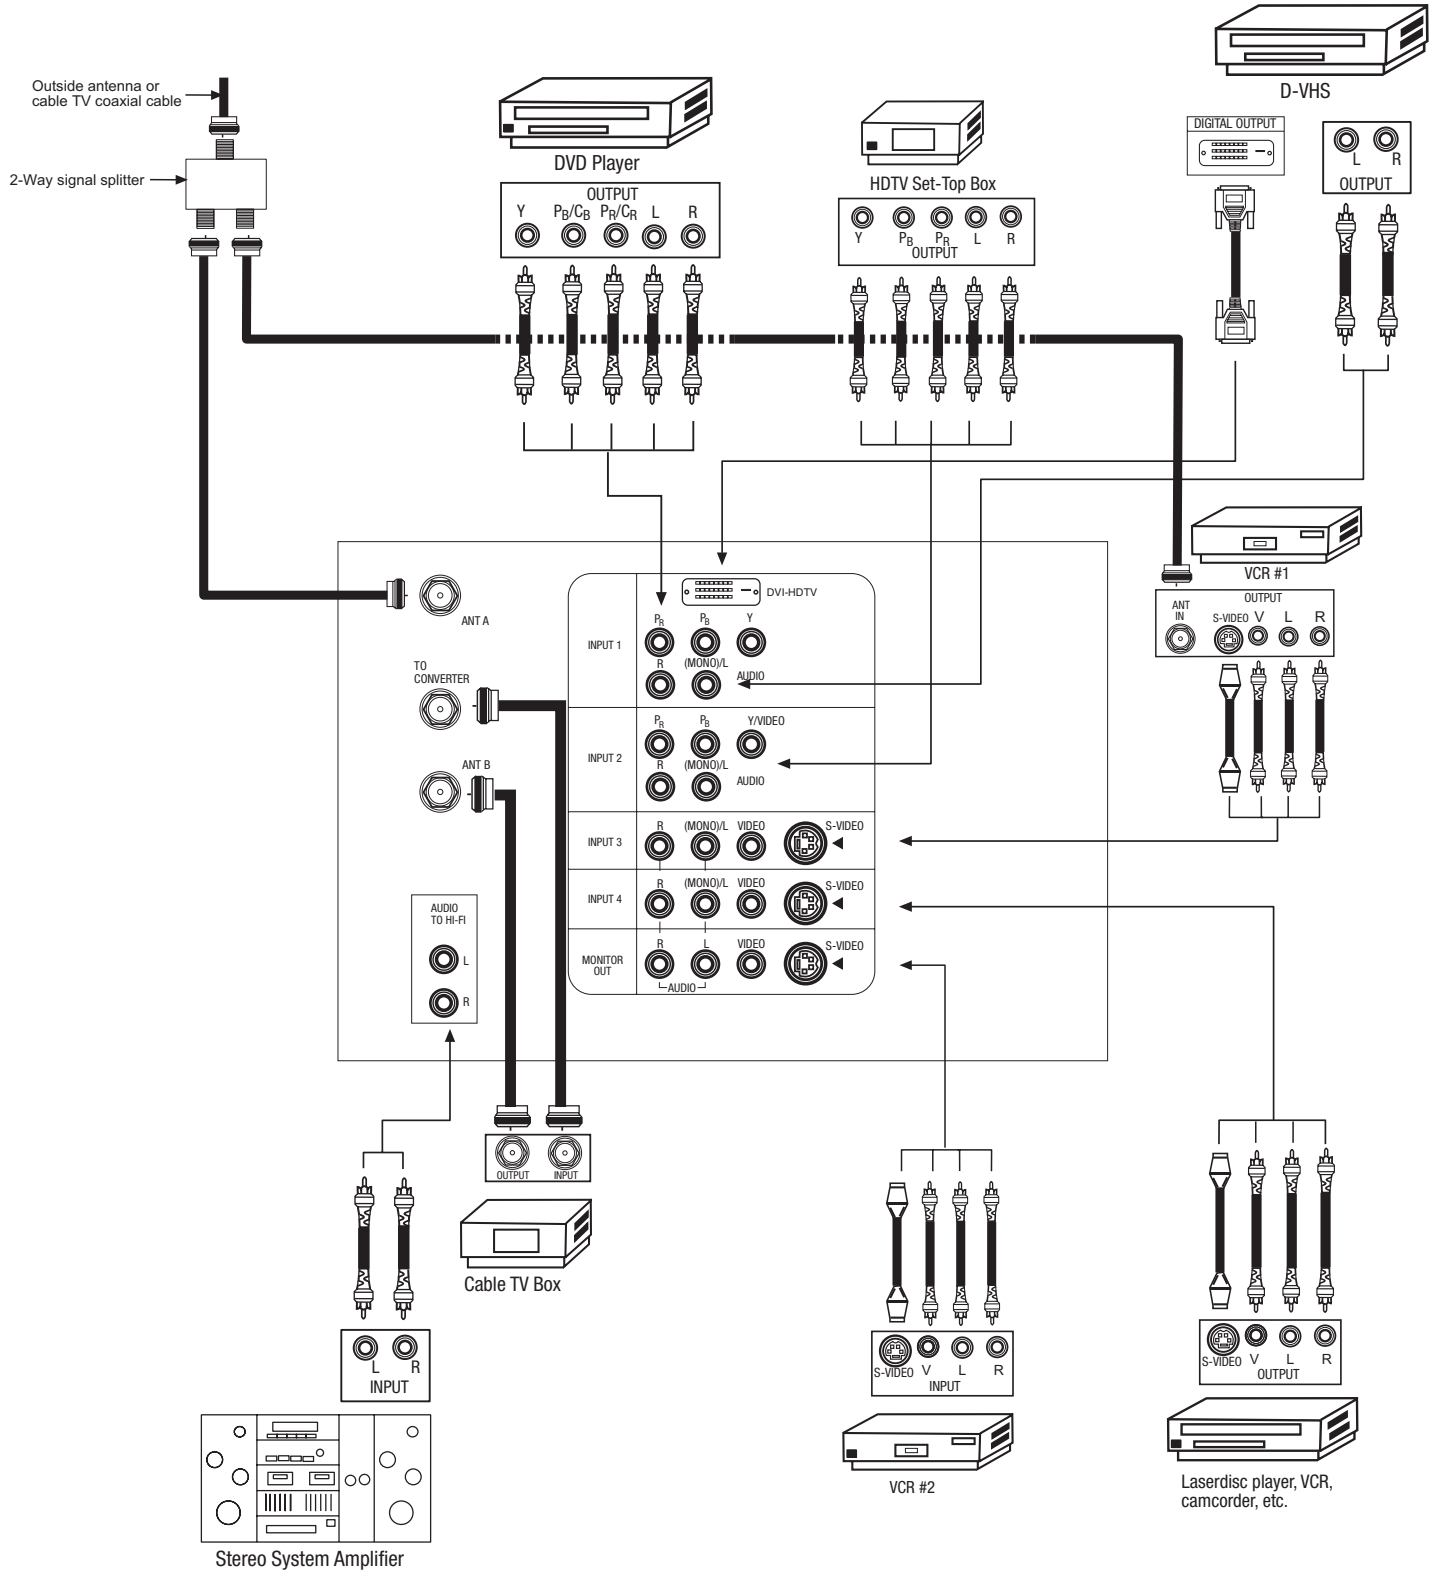 Outside antenna or
cable TV coaxial cable
2-Way signal splitter
DVD Player
OUTPUT
Y PB/CB PR/CR L R
HDTV Set-Top Box
Y PB PR L R
OUTPUT
D-VHS
DIGITAL OUTPUT
L R
OUTPUT
VCR #1
OUTPUT
ANT
IN
S-VIDEO V L R
ANT A
TO
CONVERTER
ANT B
AUDIO
TO HI-FI
L
R
DVI-HDTV
PR PB Y
INPUT 1
R (MONO)/L
AUDIO
PR PB Y/VIDEO
INPUT 2
R (MONO)/L
AUDIO
R (MONO)/L VIDEO S-VIDEO
INPUT 3
R (MONO)/L VIDEO S-VIDEO
INPUT 4
R L VIDEO S-VIDEO
MONITOR
OUT
AUDIO
OUTPUT INPUT
Cable TV Box
L R
INPUT
Stereo System Amplifier
S-VIDEO V L R
INPUT
VCR #2
S-VIDEO V L R
OUTPUT
Laserdisc player, VCR,
camcorder, etc.